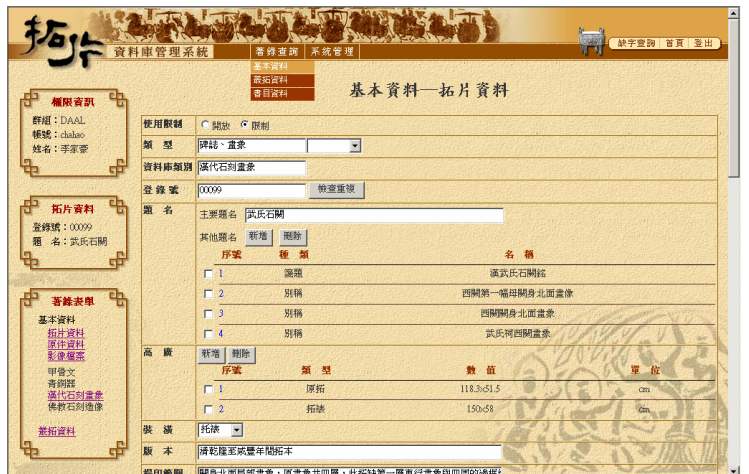 拓片
資料庫管理系統
著錄查詢 系統管理
缺字查詢 首頁 登出
基本資料
叢拓資料
書目資料
基本資料—拓片資料
權限資訊
群組：DAAL
帳號：chahao
姓名：李家豪
拓片資料
登錄號：00099
題 名：武氏石闕
著錄表單
基本資料
拓片資料
原件資料
影像檔案
甲骨文
青銅器
漢代石刻畫象
佛教石刻造像
叢拓資料
使用限制 開放 限制
類 型 碑誌、畫象
資料庫類別 漢代石刻畫象
登 錄 號 00099 檢查重複
題 名 主要題名 武氏石闕
其他題名 新增 刪除
序號 種 類 名 稱
1 籤題 漢武氏石闕銘
2 別稱 西闕第一幅母闕身北面畫像
3 別稱 西闕闕身北面畫象
4 別稱 武氏祠西闕畫象
高 廣 新增 刪除
序號 類 型 數 值 單 位
1 原拓 118.3x51.5 cm
2 托裱 150x58 cm
裝 潢 托裱
版 本 清乾隆至咸豐年間拓本